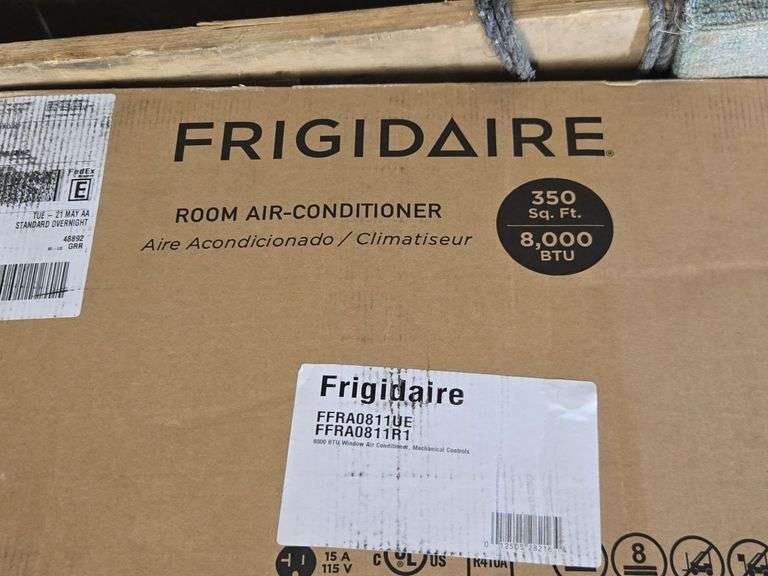 FedEx
E
TUE - 21 MAY AA
STANDARD OVERNIGHT
48892
GRR
FRIGIDAIRE
ROOM AIR-CONDITIONER
Aire Acondicionado / Climatiseur
350
Sq. Ft.
8,000
BTU
Frigidaire
FFRA0811UE
FFRA0811R1
8000 BTU Window Air Conditioner, Mechanical Controls
15 A
115 V
C UL US
R410A
8